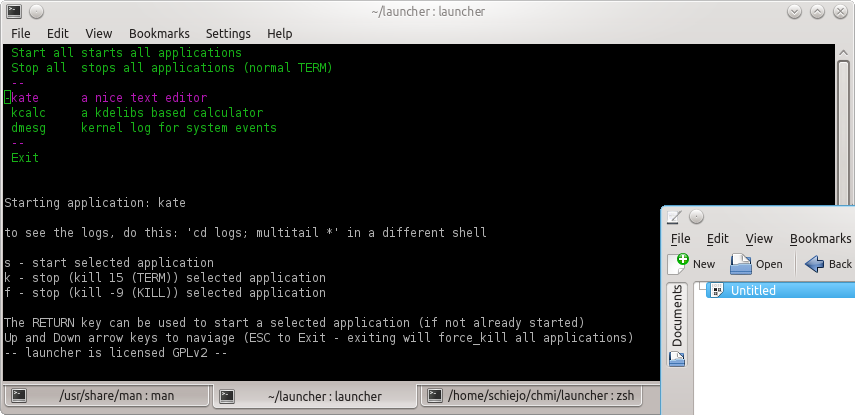 ~/launcher : launcher
File Edit View Bookmarks Settings Help
Start all starts all applications
Stop all stops all applications (normal TERM)
--
-kate a nice text editor
kcalc a kdelibs based calculator
dmesg kernel log for system events
--
Exit
Starting application: kate
to see the logs, do this: 'cd logs; multitail *' in a different shell
s - start selected application
k - stop (kill 15 (TERM)) selected application
f - stop (kill -9 (KILL)) selected application
The RETURN key can be used to start a selected application (if not already started)
Up and Down arrow keys to naviage (ESC to Exit - exiting will force_kill all applications)
-- launcher is licensed GPLv2 --
/usr/share/man : man
~/launcher : launcher
/home/schiejo/chmi/launcher : zsh
File Edit View Bookmarks
New Open Back
Documents
Untitled